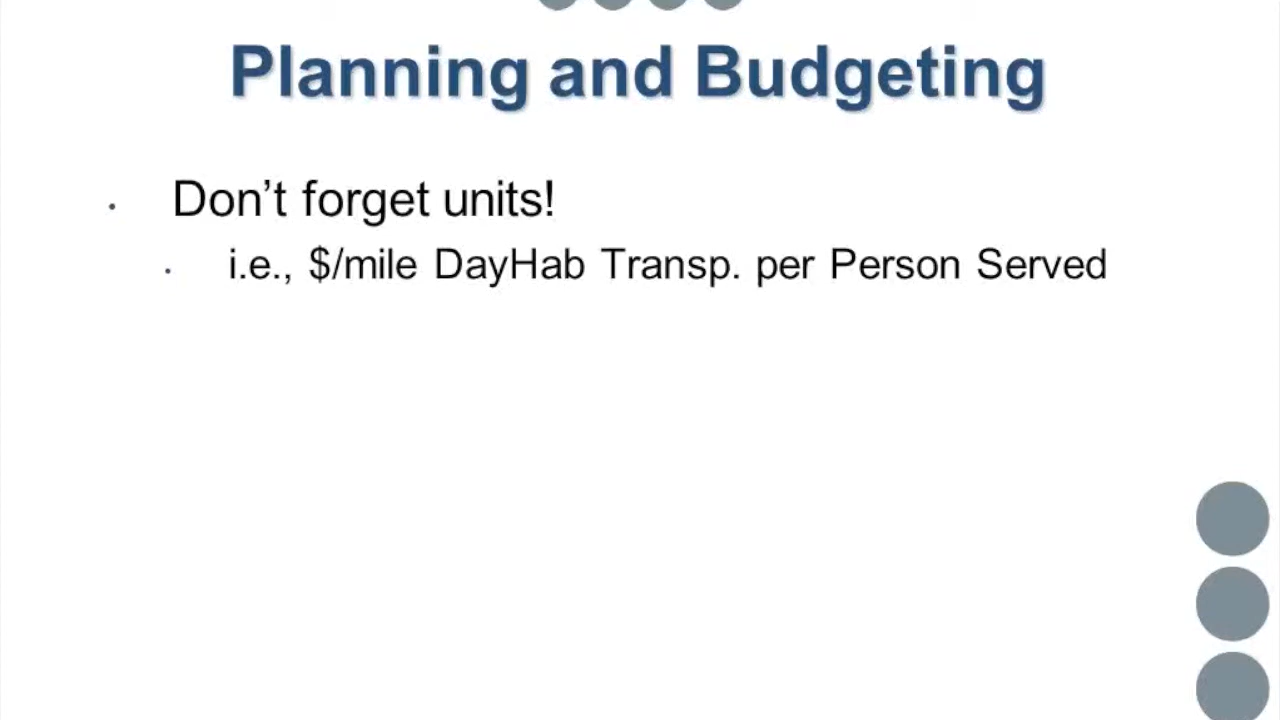 Planning and Budgeting
• Don’t forget units!
• i.e., $/mile DayHab Transp. per Person Served